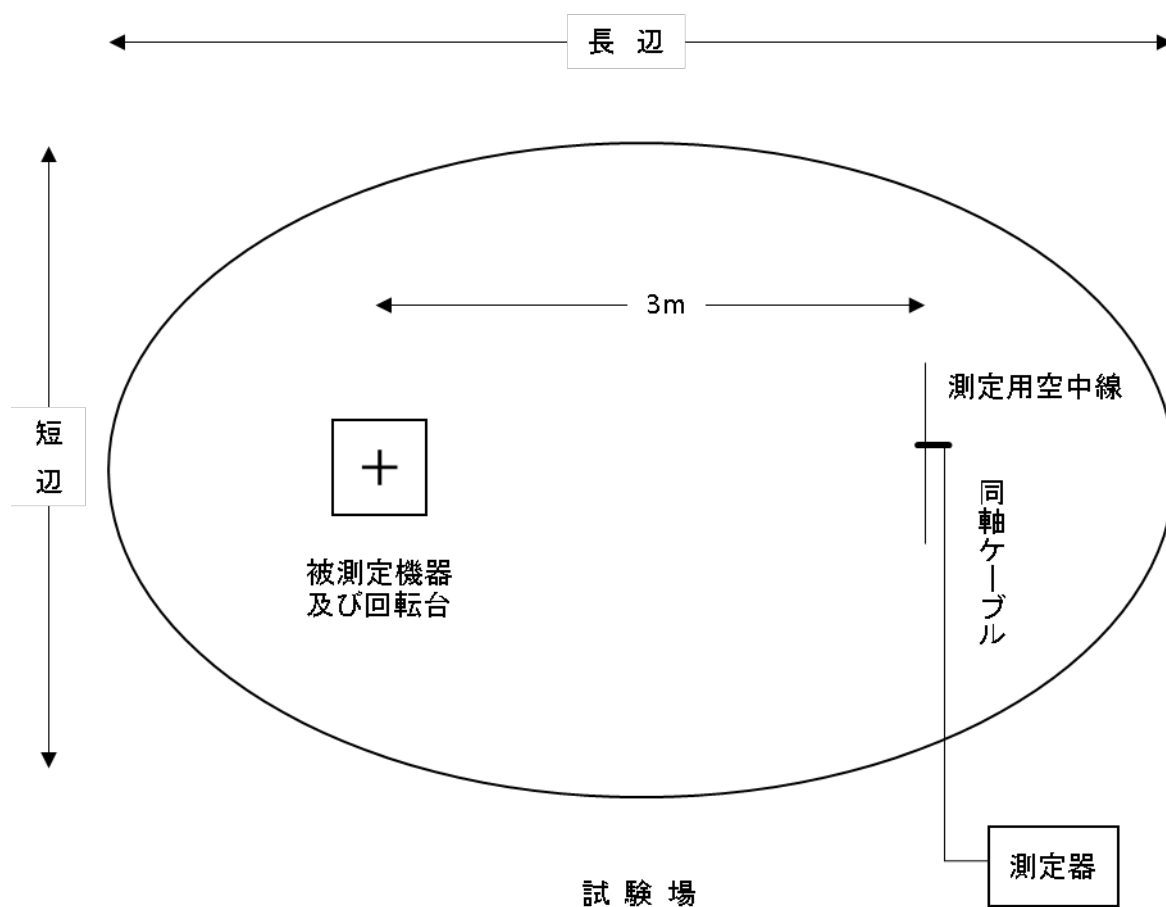 長 辺
3m
測定用空中線
短
辺
同軸ケーブル
被測定機器
及び回転台
測定器
試 験 場